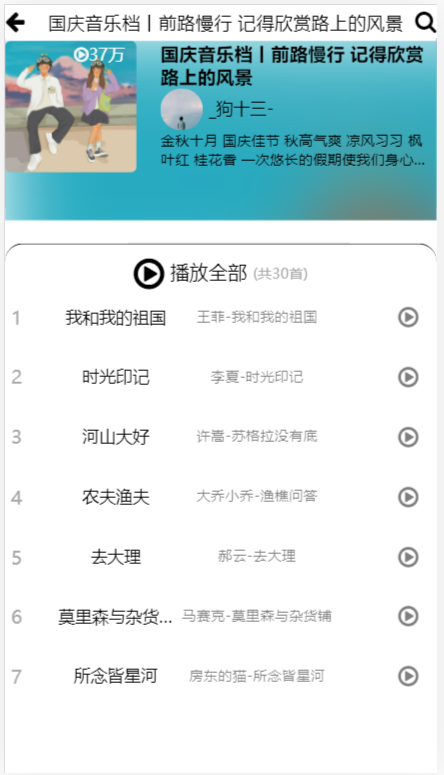 国庆音乐档丨前路慢行 记得欣赏路上的风景
37万
国庆音乐档丨前路慢行 记得欣赏
路上的风景
_狗十三-
金秋十月 国庆佳节 秋高气爽 凉风习习 枫
叶红 桂花香 一次悠长的假期使我们身心...
播放全部 (共30首)
1 我和我的祖国 王菲-我和我的祖国
2 时光印记 李夏-时光印记
3 河山大好 许嵩-苏格拉没有底
4 农夫渔夫 大乔小乔-渔樵问答
5 去大理 郝云-去大理
6 莫里森与杂货... 马赛克-莫里森与杂货铺
7 所念皆星河 房东的猫-所念皆星河